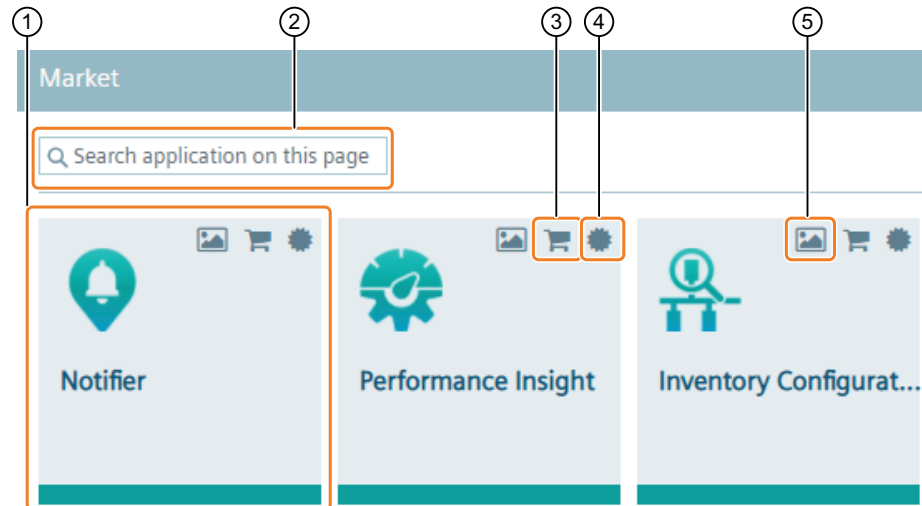 1 2 3 4 5
Market
Search application on this page
Notifier Performance Insight Inventory Configurat...